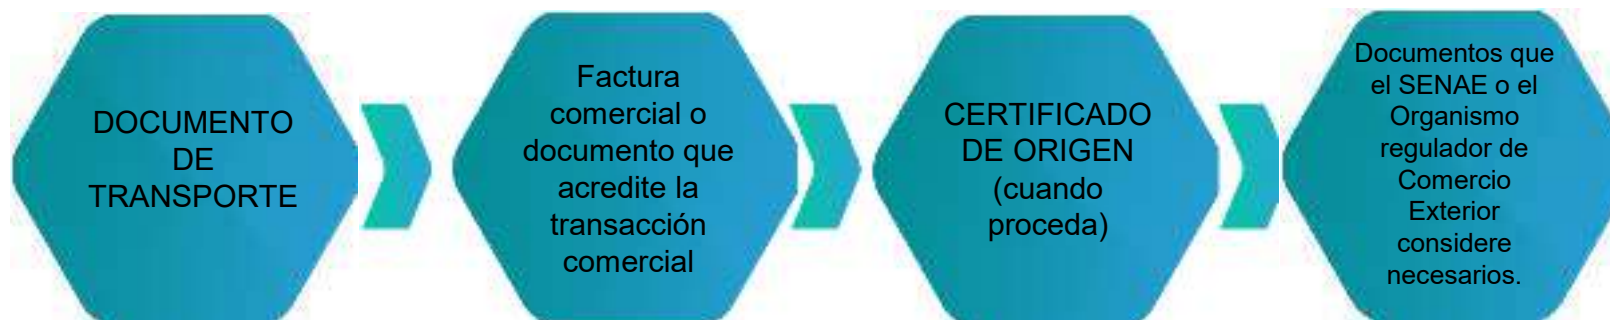 DOCUMENTO
DE
TRANSPORTE
Factura
comercial o
documento que
acredite la
transacción
comercial
CERTIFICADO
DE ORIGEN
(cuando
proceda)
Documentos que
el SENAE o el
Organismo
regulador de
Comercio
Exterior
considere
necesarios.